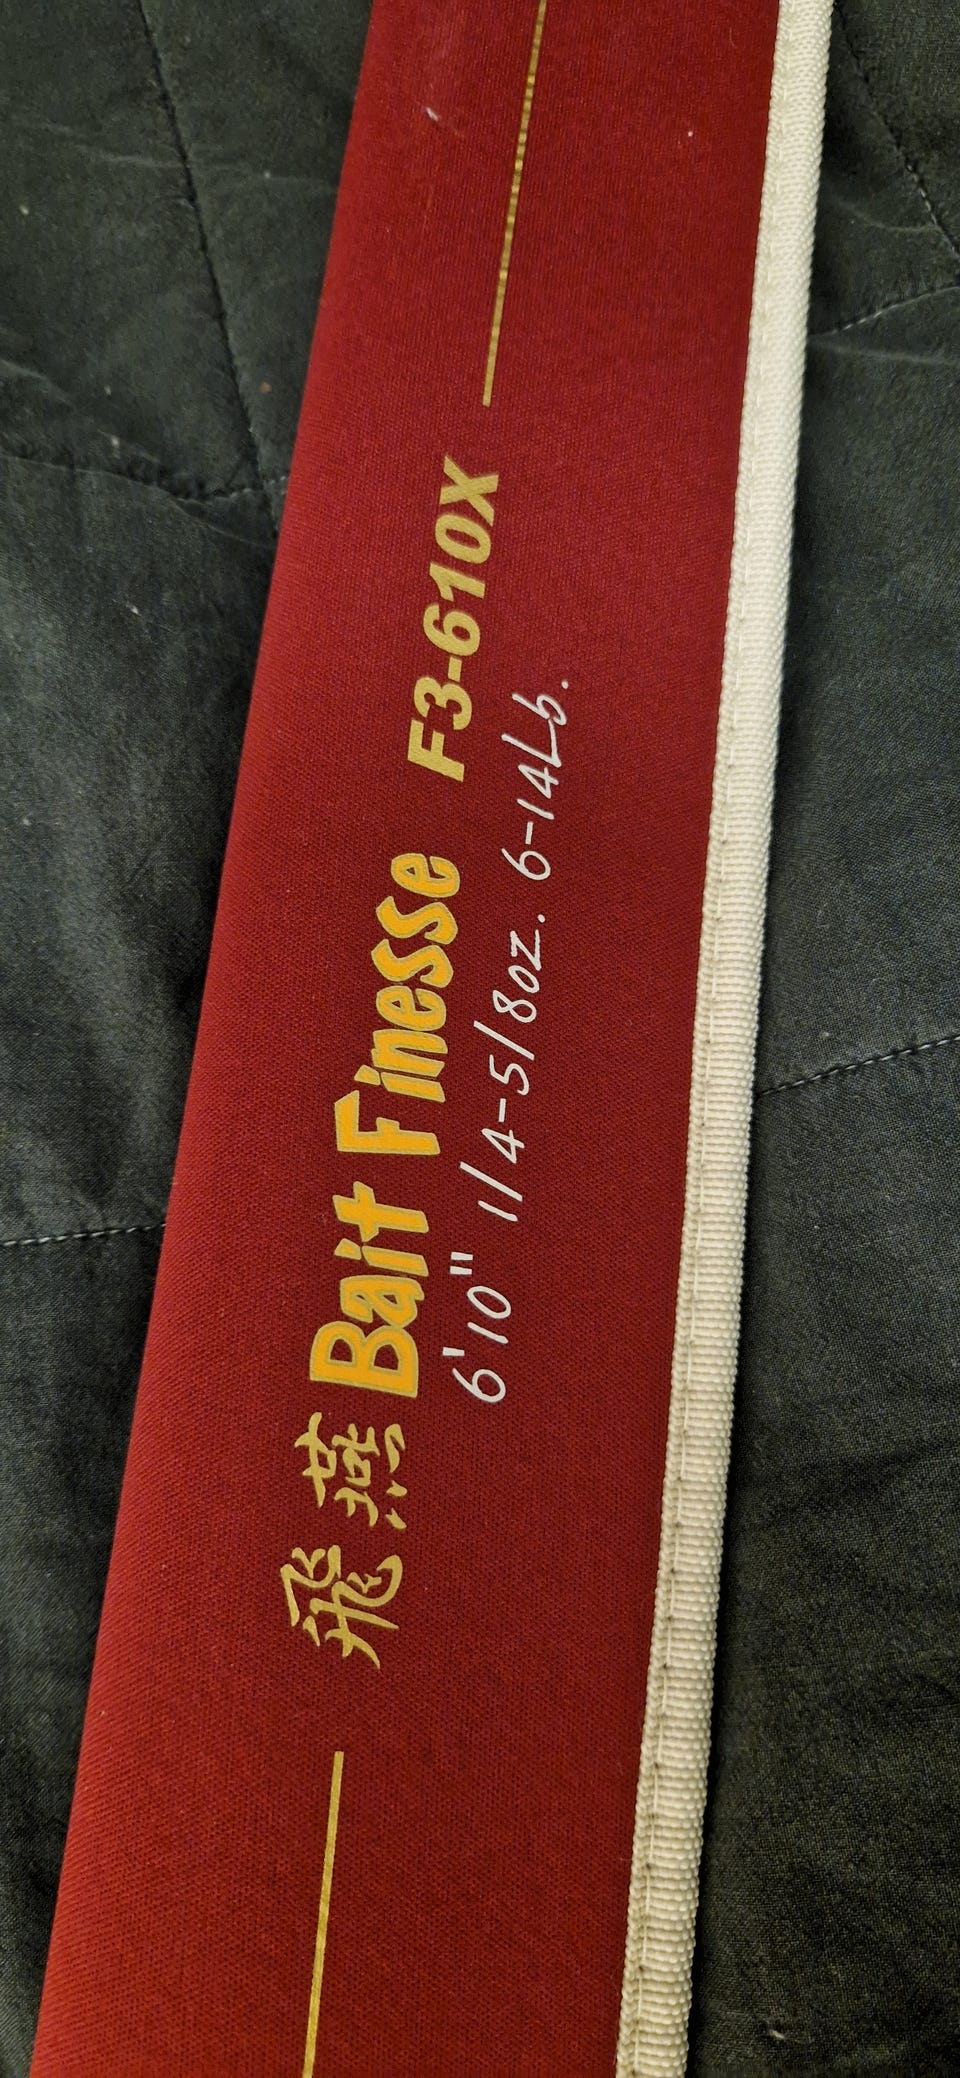 飛燕 Bait Finesse F3-610X
6'10" 1/4-5/8oz. 6-14Lb.